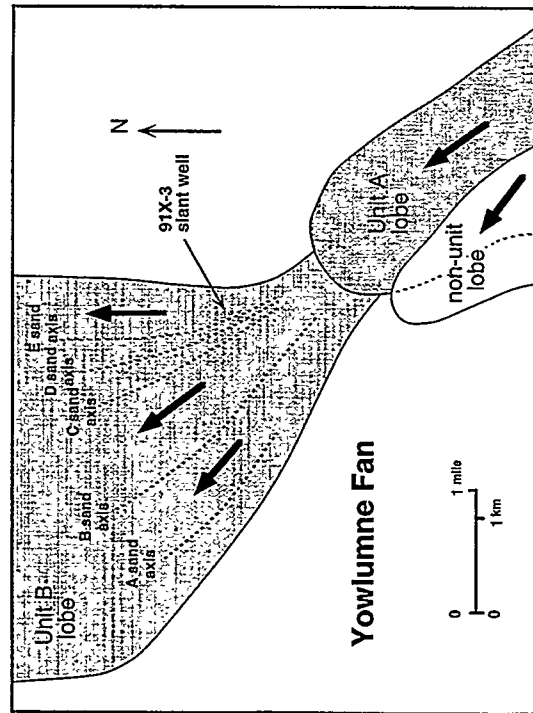 N
91X-3
slant well
Unit A
lobe
non-unit
lobe
E sand
axis
D sand axis
C sand
axis
B sand
axis
A sand
axis
Unit B
lobe
Yowlumne Fan
0 1 mile
0 1 km